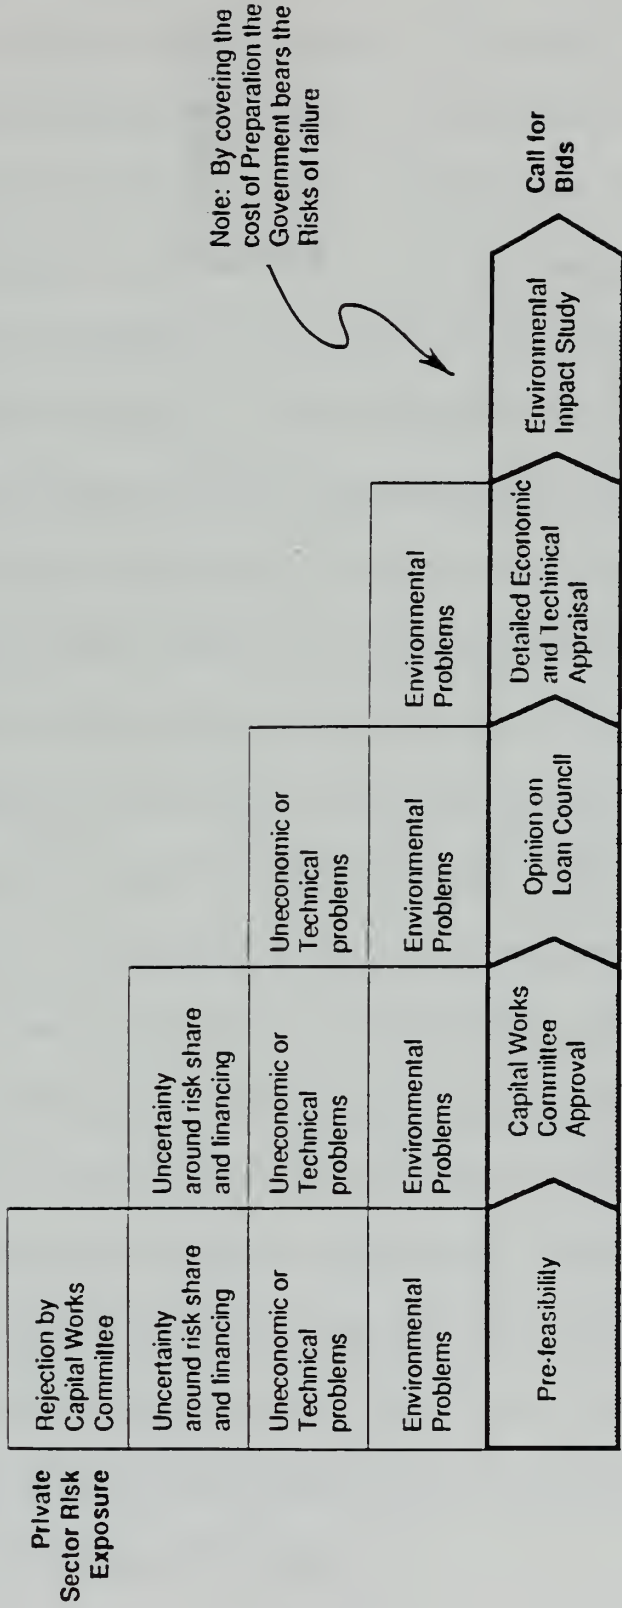 Private
Sector Risk
Exposure
Rejection by
Capital Works
Committee
Uncertainty
around risk share
and financing
Uncertainty
around risk share
and financing
Uneconomic or
Technical
problems
Uneconomic or
Technical
problems
Uneconomic or
Technical
problems
Environmental
Problems
Environmental
Problems
Environmental
Problems
Environmental
Problems
Pre-feasibility
Capital Works
Committee
Approval
Opinion on
Loan Council
Detailed Economic
and Techinical
Appraisal
Environmental
Impact Study
Call for
Bids
Note: By covering the
cost of Preparation the
Government bears the
Risks of failure